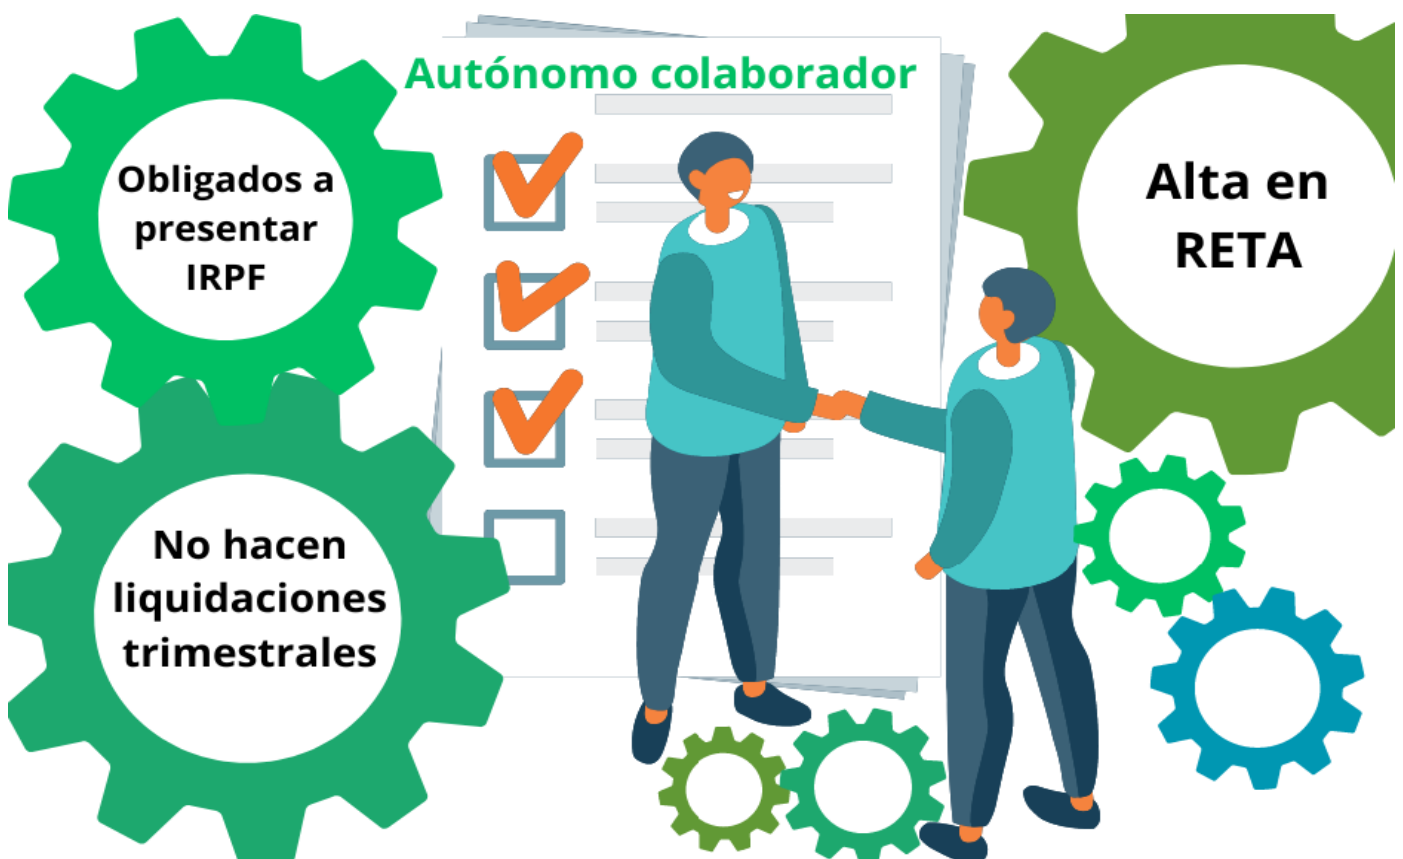 Autónomo colaborador
Obligados a
presentar
IRPF
Alta en
RETA
No hacen
liquidaciones
trimestrales